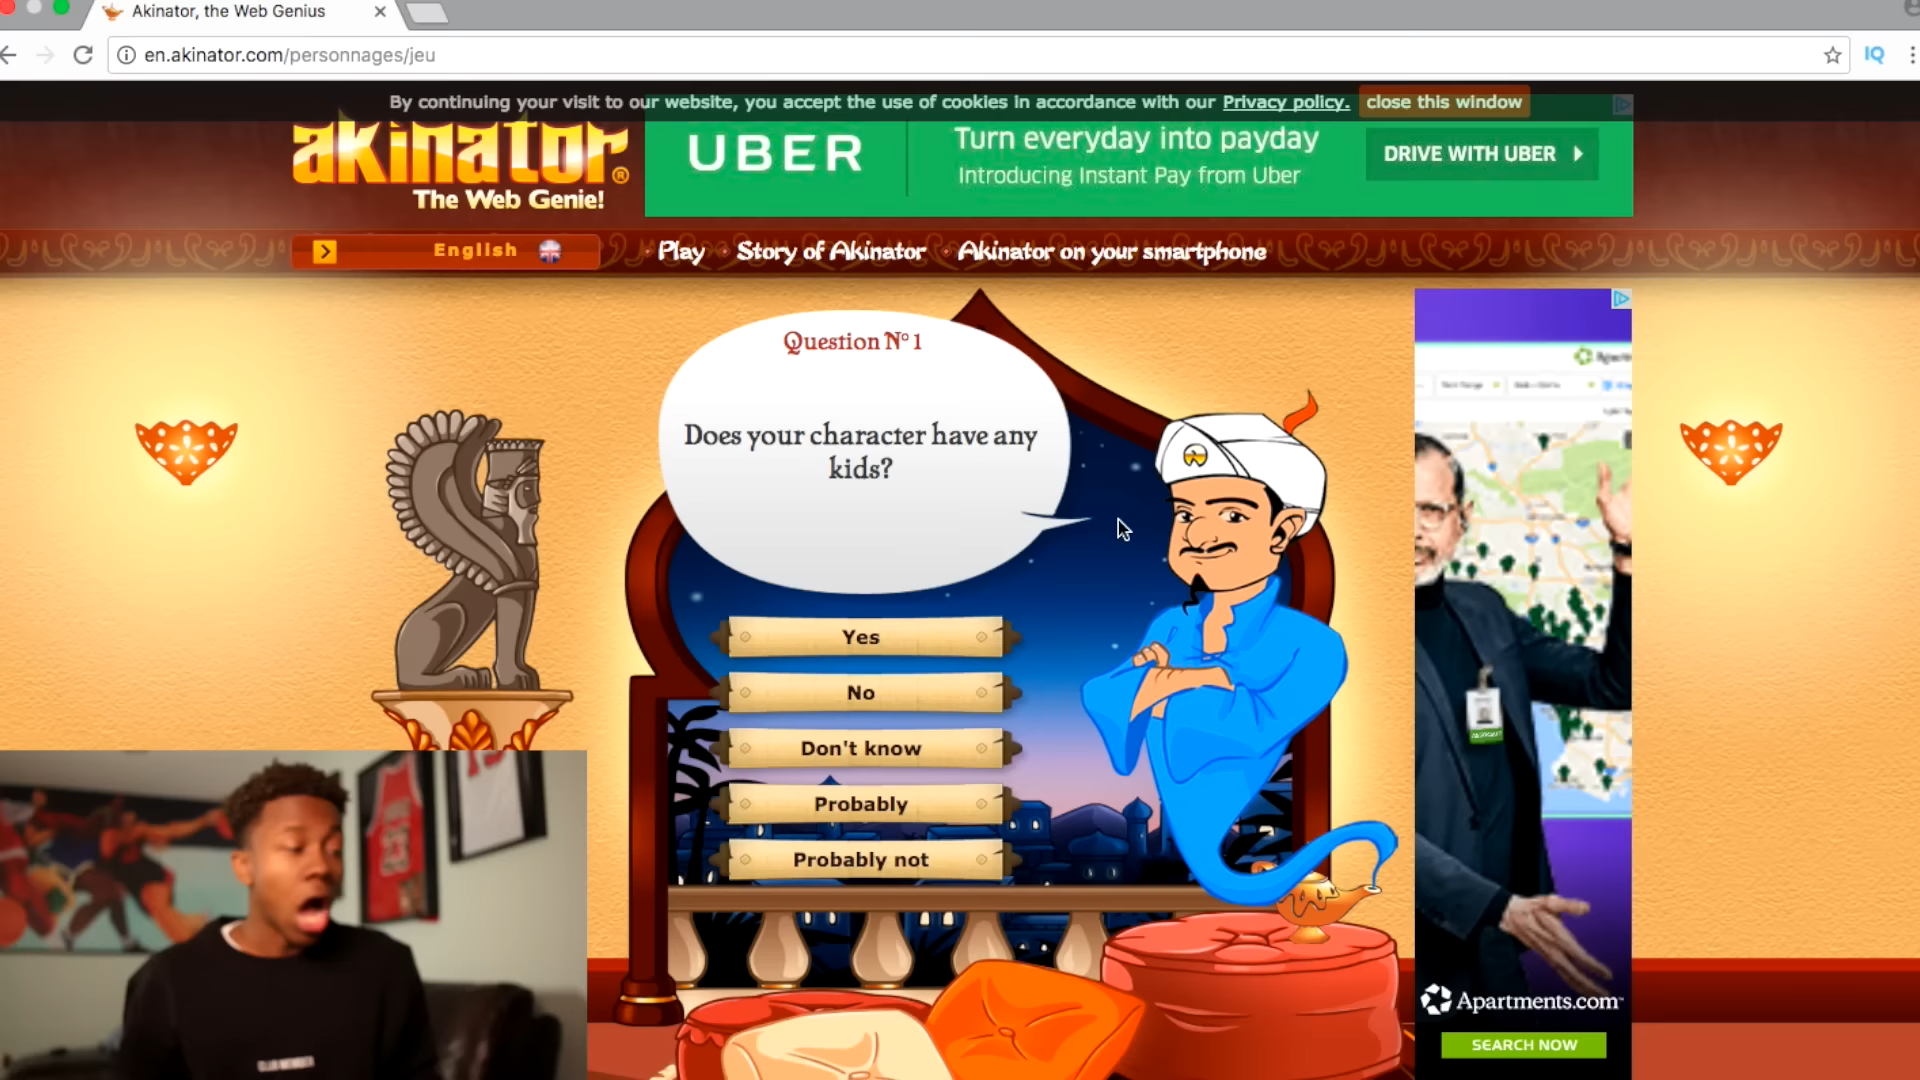 Akinator, the Web Genius
en.akinator.com/personnages/jeu
IQ
By continuing your visit to our website, you accept the use of cookies in accordance with our Privacy policy. close this window
akinator®
The Web Genie!
UBER
Turn everyday into payday
Introducing Instant Pay from Uber
DRIVE WITH UBER
English
Play
Story of Akinator
Akinator on your smartphone
Question N° 1
Does your character have any
kids?
Yes
No
Don't know
Probably
Probably not
Apartments.com
SEARCH NOW